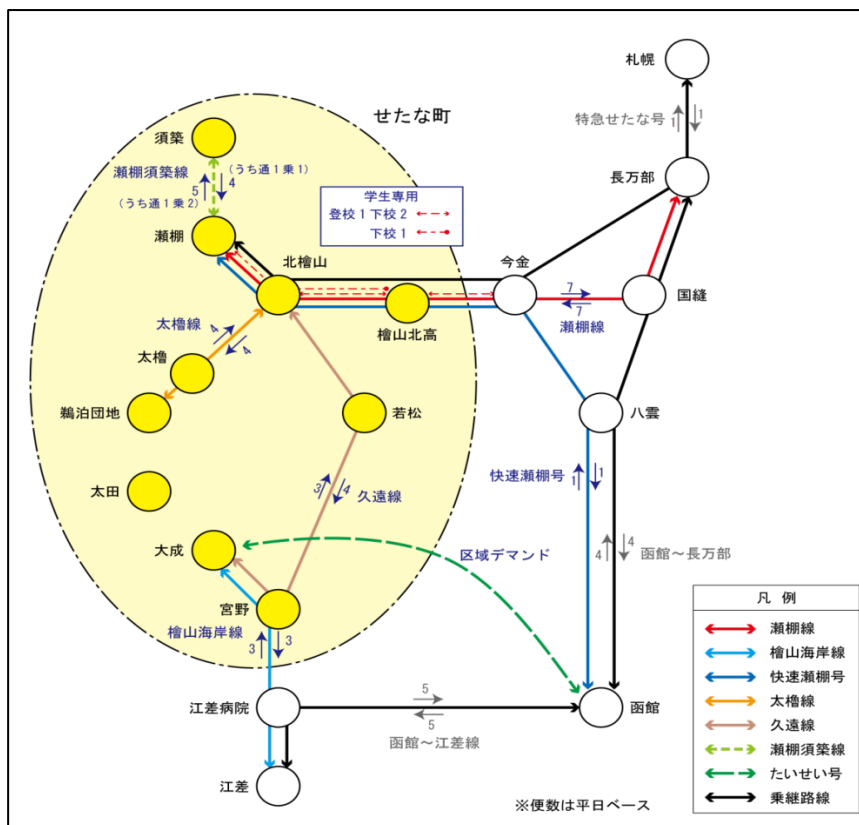 札幌
せたな町
特急せたな号
1
1
須築
瀬棚須築線
(うち通1乗1)
5
4
(うち通1乗2)
長万部
学生専用
登校1下校2
下校1
瀬棚
北檜山
今金
7
7
瀬棚線
国縫
檜山北高
太櫓線
4
4
太櫓
鵜泊団地
若松
八雲
太田
3
4
久遠線
快速瀬棚号
1
1
大成
区域デマンド
4
4
函館~長万部
宮野
檜山海岸線
3
3
江差病院
5
5
函館~江差線
函館
江差
※便数は平日ベース
凡 例
瀬棚線
檜山海岸線
快速瀬棚号
太櫓線
久遠線
瀬棚須築線
たいせい号
乗継路線